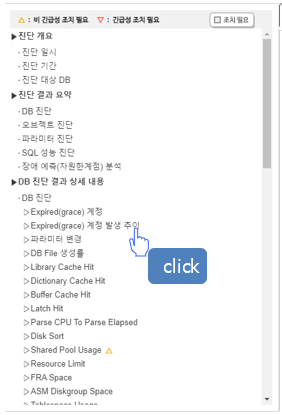 △ : 비 긴급성 조치 필요 ▽ : 긴급성 조치 필요 □ 조치 필요
▶진단 개요
- 진단 일시
- 진단 기간
- 진단 대상 DB
▶진단 결과 요약
- DB 진단
- 오브젝트 진단
- 파라미터 진단
- SQL 성능 진단
- 장애 예측(자원한계점) 분석
▶DB 진단 결과 상세 내용
- DB 진단
▷Expired(grace) 계정
▷Expired(grace) 계정 발생 추이
▷파라미터 변경
▷DB File 생성률
▷Library Cache Hit
▷Dictionary Cache Hit
▷Buffer Cache Hit
▷Latch Hit
▷Parse CPU To Parse Elapsed
▷Disk Sort
▷Shared Pool Usage △
▷Resource Limit
▷FRA Space
▷ASM Diskgroup Space
▷Tablespace Usage
click